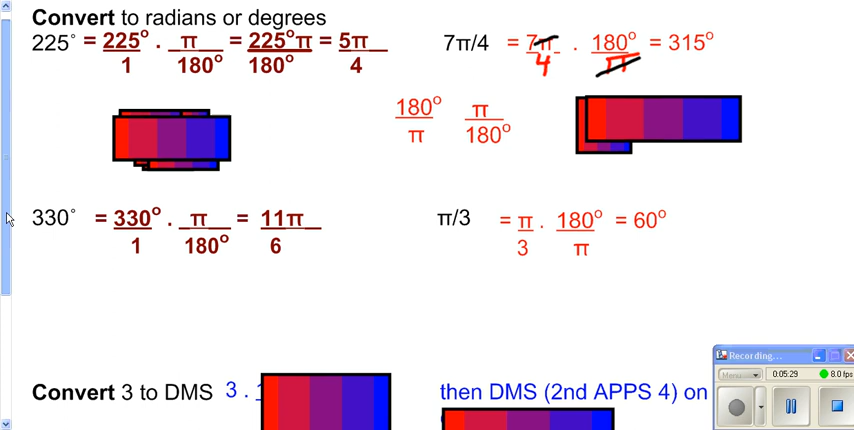 Convert to radians or degrees
225° = 225° . π = 225°π = 5π
1 180° 180° 4
7π/4 = 7π . 180° = 315°
4 π
180° π
π 180°
330° = 330° . π = 11π
1 180° 6
π/3 = π . 180° = 60°
3 π
Convert 3 to DMS 3 .
then DMS (2nd APPS 4) on
Recording...
Menu 0:05:29 8.0 fps